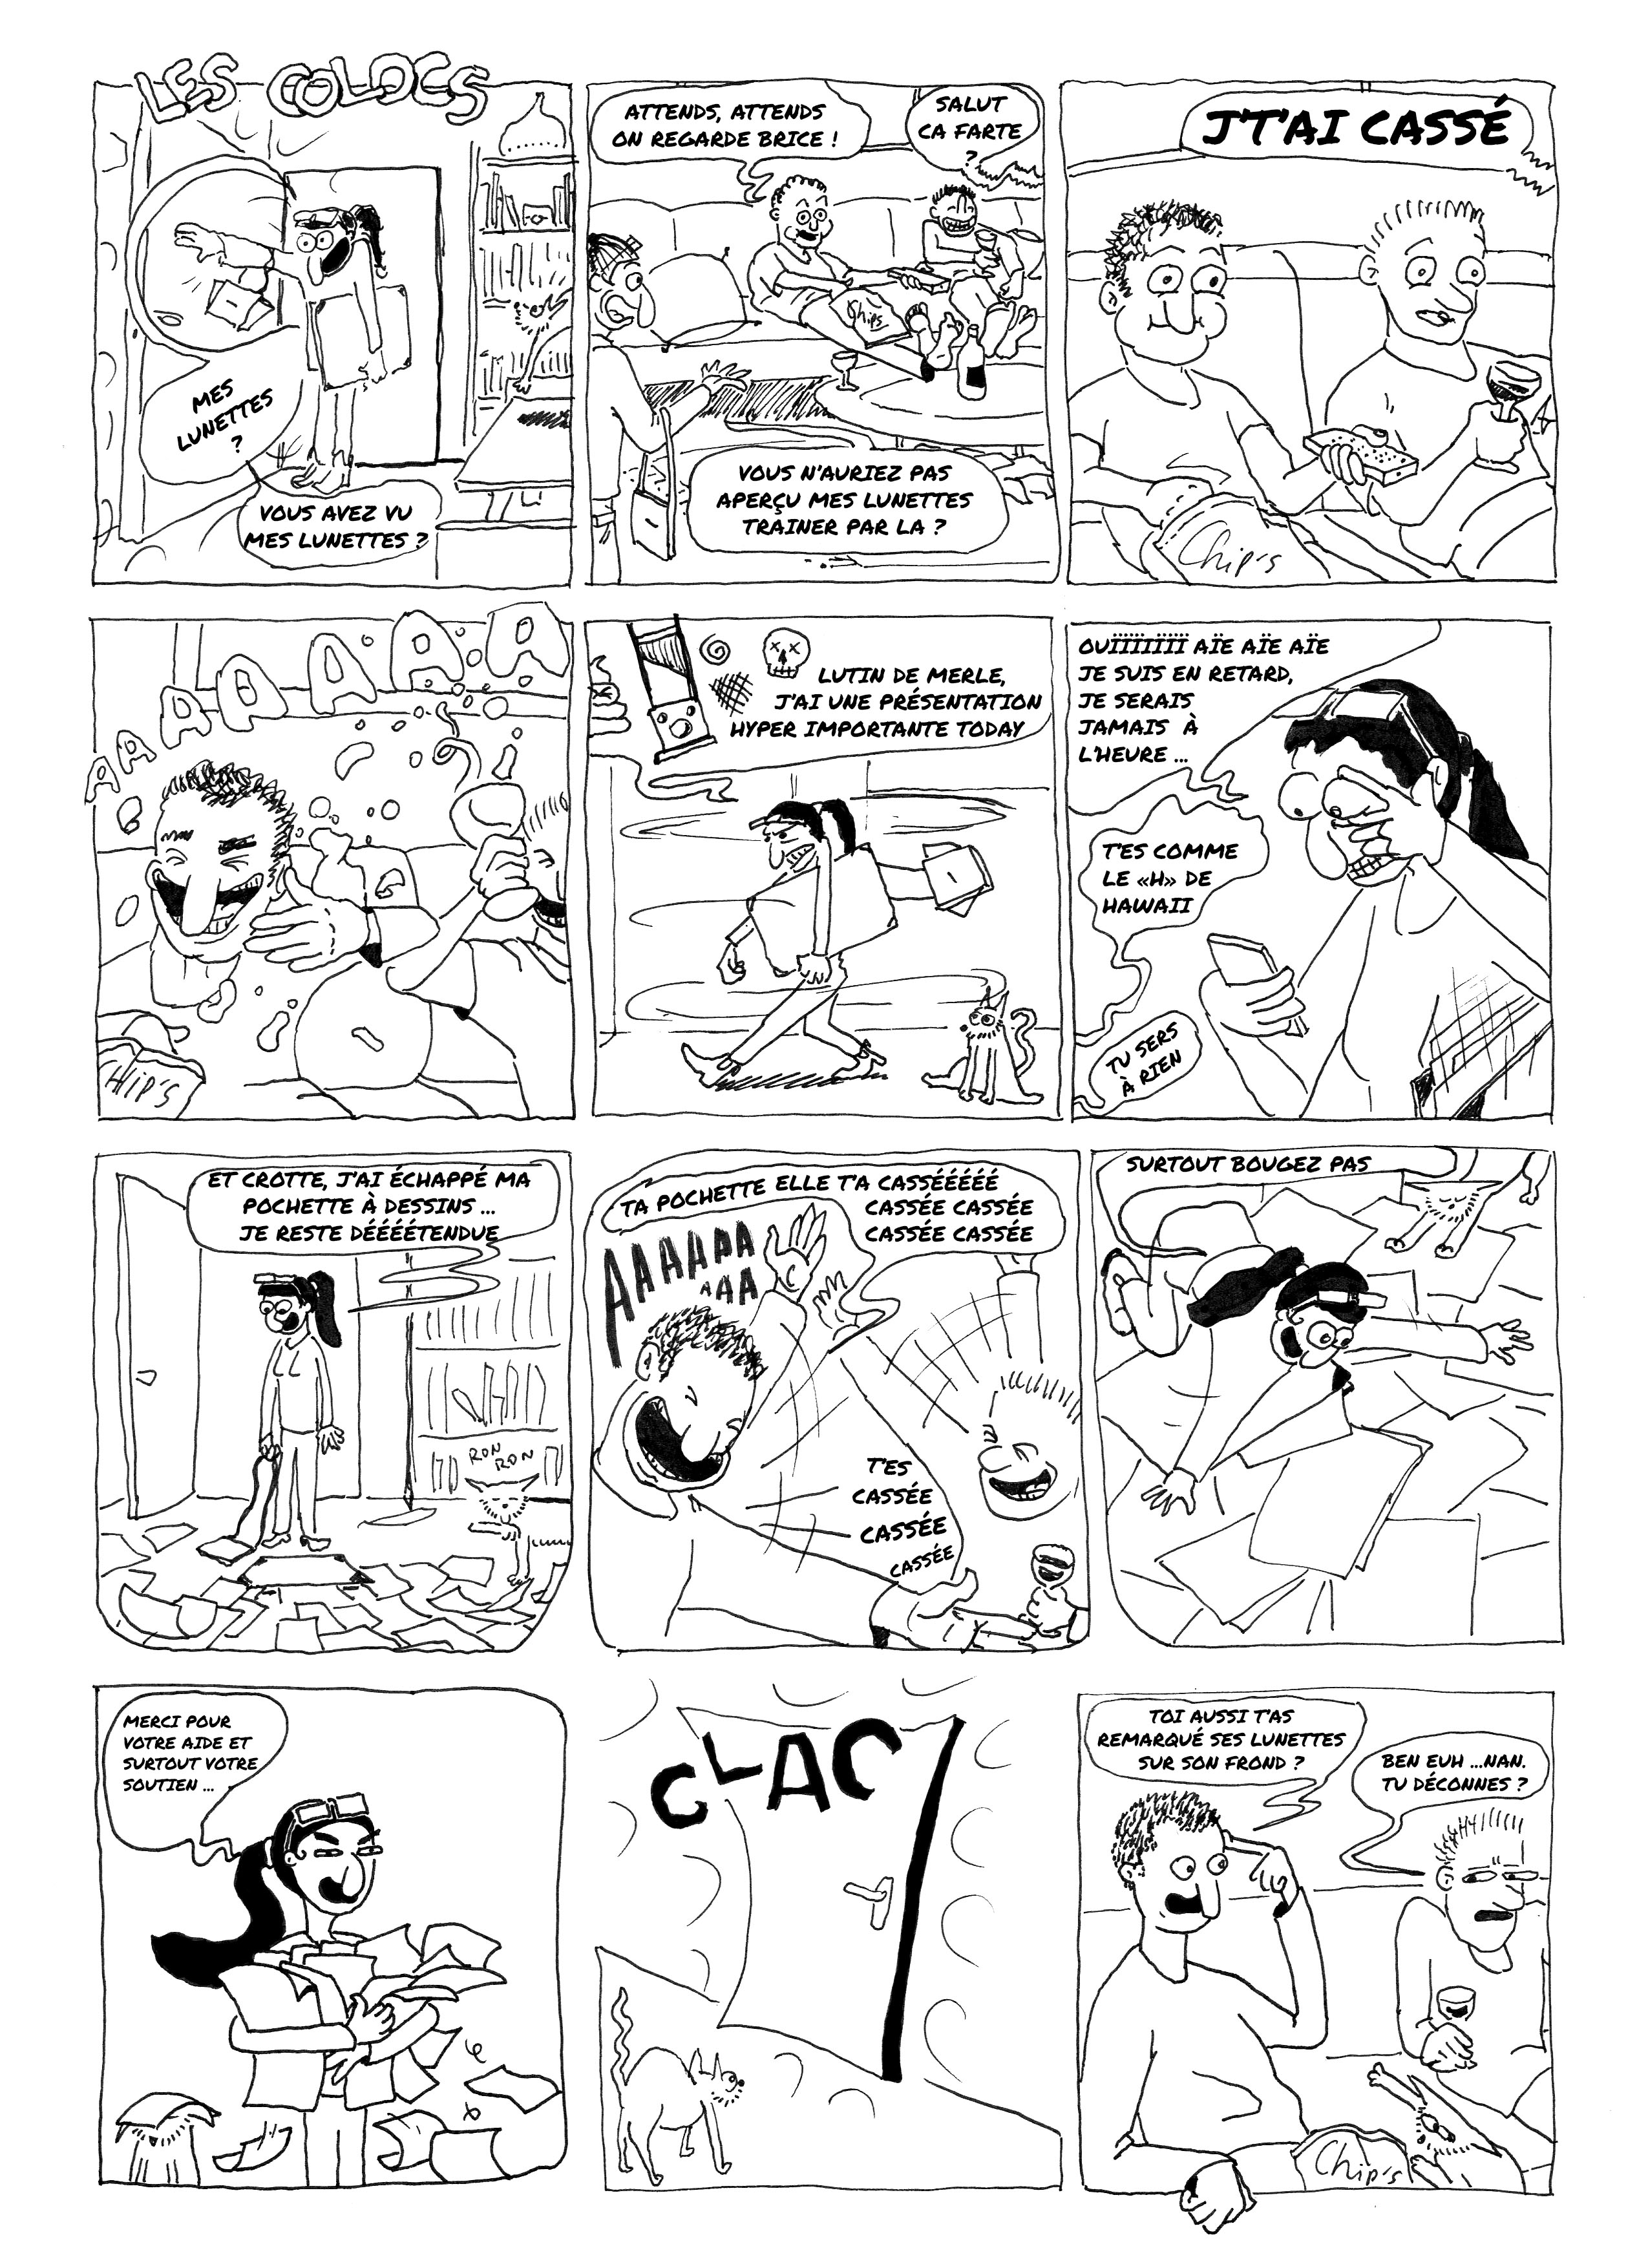 LES COLOCS
MES
LUNETTES
?
VOUS AVEZ VU
MES LUNETTES ?
ATTENDS, ATTENDS
ON REGARDE BRICE !
SALUT
CA FARTE
?
Chips
VOUS N'AURIEZ PAS
APERÇU MES LUNETTES
TRAINER PAR LA ?
J'T'AI CASSÉ
Chip's
AAAAAAA
CHIP'S
LUTIN DE MERLE,
J'AI UNE PRÉSENTATION
HYPER IMPORTANTE TODAY
OUÏÏÏÏÏÏÏ AÏE AÏE AÏE
JE SUIS EN RETARD,
JE SERAIS
JAMAIS À
L'HEURE ...
T'ES COMME
LE «H» DE
HAWAII
TU SERS
À RIEN
ET CROTTE, J'AI ÉCHAPPÉ MA
POCHETTE À DESSINS ...
JE RESTE DÉÉÉÉTENDUE
RON
RON
TA POCHETTE ELLE T'A CASSÉÉÉÉÉ
CASSÉE CASSÉE
CASSÉE CASSÉE
AAAAAAA
AAA
T'ES
CASSÉE
CASSÉE
CASSÉE
SURTOUT BOUGEZ PAS
MERCI POUR
VOTRE AIDE ET
SURTOUT VOTRE
SOUTIEN ...
CLAC
TOI AUSSI T'AS
REMARQUÉ SES LUNETTES
SUR SON FROND ?
BEN EUH ...NAN.
TU DÉCONNES ?
Chip's